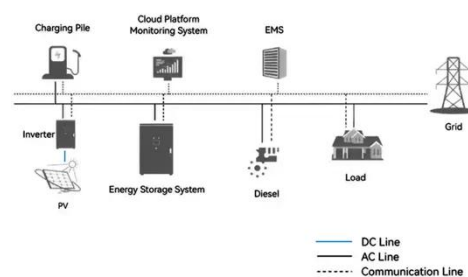 Charging Pile
Cloud Platform
Monitoring System
EMS
Grid
Inverter
PV
Energy Storage System
Diesel
Load
DC Line
AC Line
Communication Line